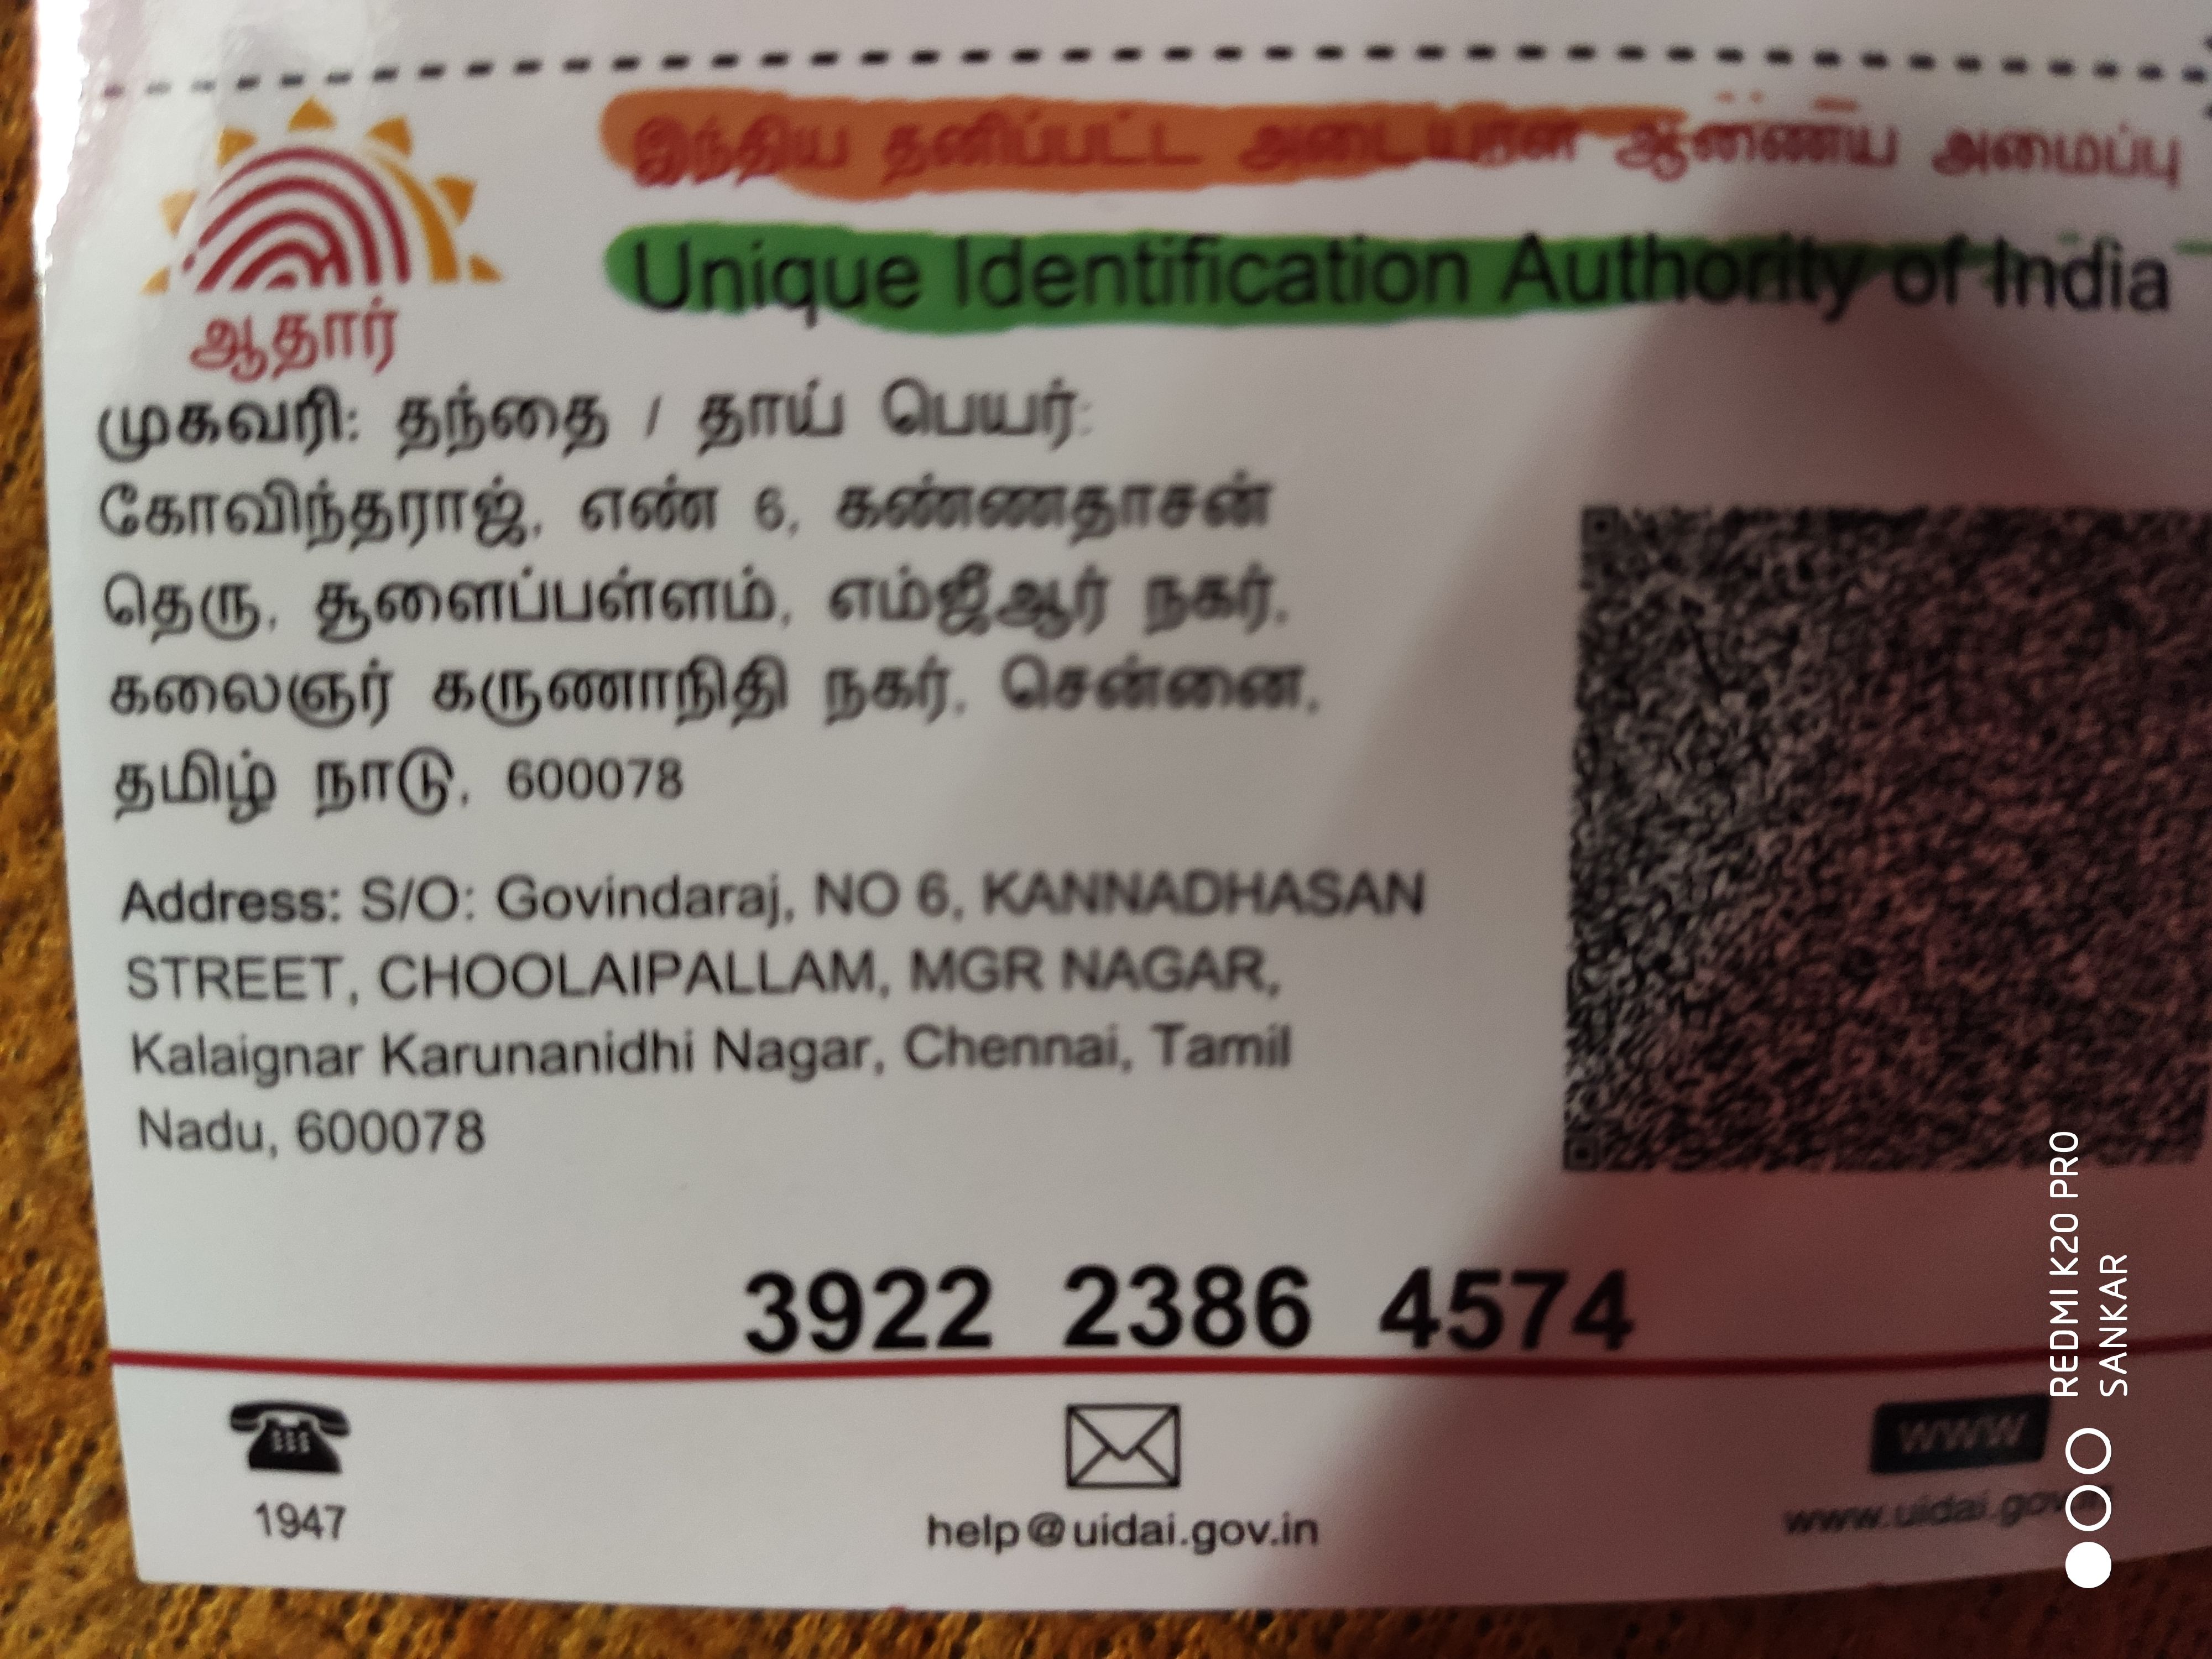 இந்திய தனிப்பட்ட அடையாள ஆணைய அமைப்பு
Unique Identification Authority of India
ஆதார்
முகவரி: தந்தை / தாய் பெயர்:
கோவிந்தராஜ், எண் 6, கண்ணதாசன்
தெரு, சூளைப்பள்ளம், எம்ஜீஆர் நகர்,
கலைஞர் கருணாநிதி நகர், சென்னை,
தமிழ் நாடு, 600078
Address: S/O: Govindaraj, NO 6, KANNADHASAN
STREET, CHOOLAIPALLAM, MGR NAGAR,
Kalaignar Karunanidhi Nagar, Chennai, Tamil
Nadu, 600078
3922 2386 4574
1947
help@uidai.gov.in
www
www.uidai.gov.in
REDMI K20 PRO
SANKAR